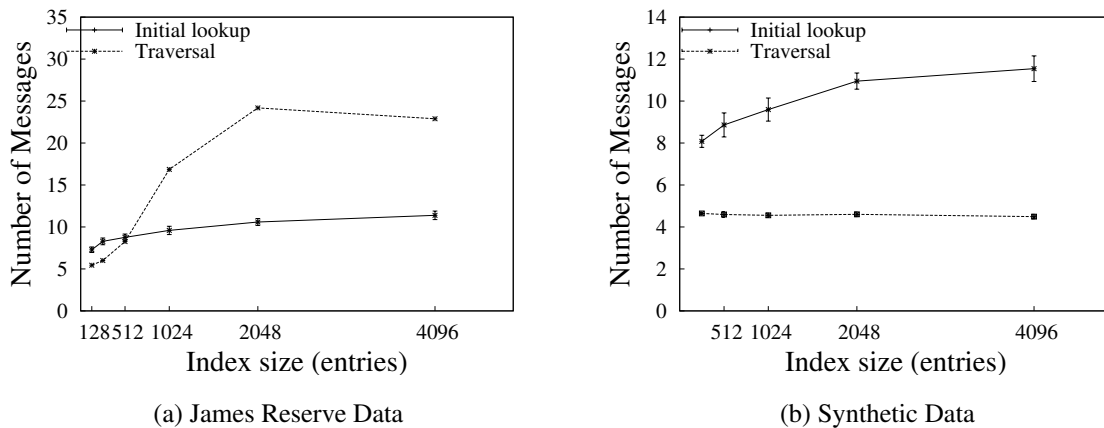 35
30
25
20
15
10
5
0
Number of Messages
Initial lookup
Traversal
128 512 1024 2048 4096
Index size (entries)
(a) James Reserve Data
14
12
10
8
6
4
2
0
Number of Messages
Initial lookup
Traversal
512 1024 2048 4096
Index size (entries)
(b) Synthetic Data